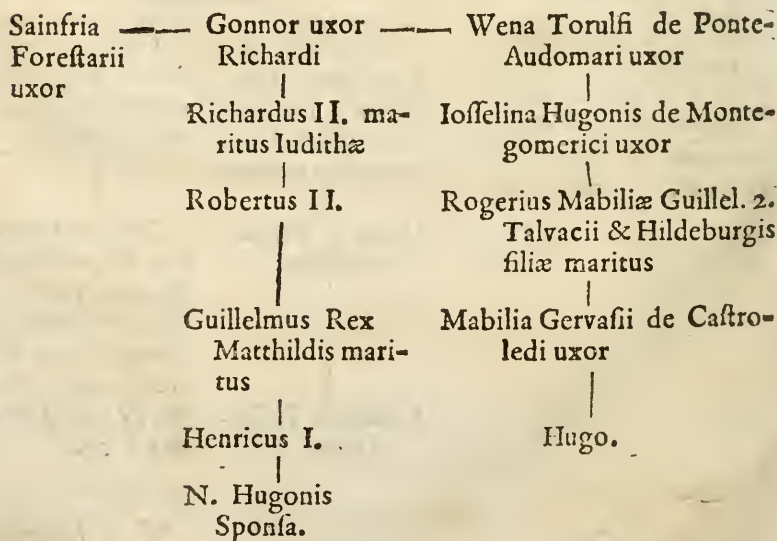 Sainfria —— Gonnor uxor —— Wena Torulfi de Ponte-
Foreſtarii Richardi Audomari uxor
uxor
Richardus II. ma-
ritus Iudithæ
Ioſſelina Hugonis de Monte-
gomerici uxor
Robertus II.
Rogerius Mabiliæ Guillel. 2.
Talvacii & Hildeburgis
filiæ maritus
Guillelmus Rex
Matthildis mari-
tus
Mabilia Gervaſii de Caſtro-
ledi uxor
Henricus I.
Hugo.
N. Hugonis
Sponſa.